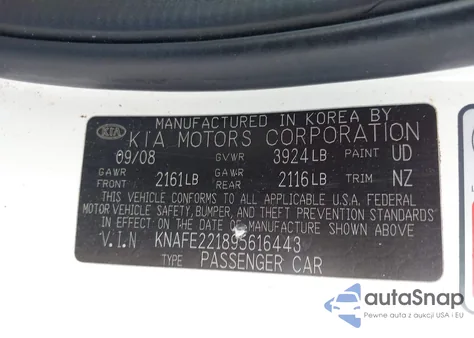 MANUFACTURED IN KOREA BY
KIA KIA MOTORS CORPORATION
09/08 GVWR 3924LB PAINT UD
GAWR FRONT 2161LB GAWR REAR 2116LB TRIM NZ
THIS VEHICLE CONFORMS TO ALL APPLICABLE U.S.A. FEDERAL
MOTOR VEHICLE SAFETY, BUMPER, AND THEFT PREVENTION STANDARDS
IN EFFECT ON THE DATE OF MANUFACTURE SHOWN ABOVE.
V.I.N KNAFE221895616443
TYPE PASSENGER CAR
autoSnap
Pewne auta z aukcji USA i EU